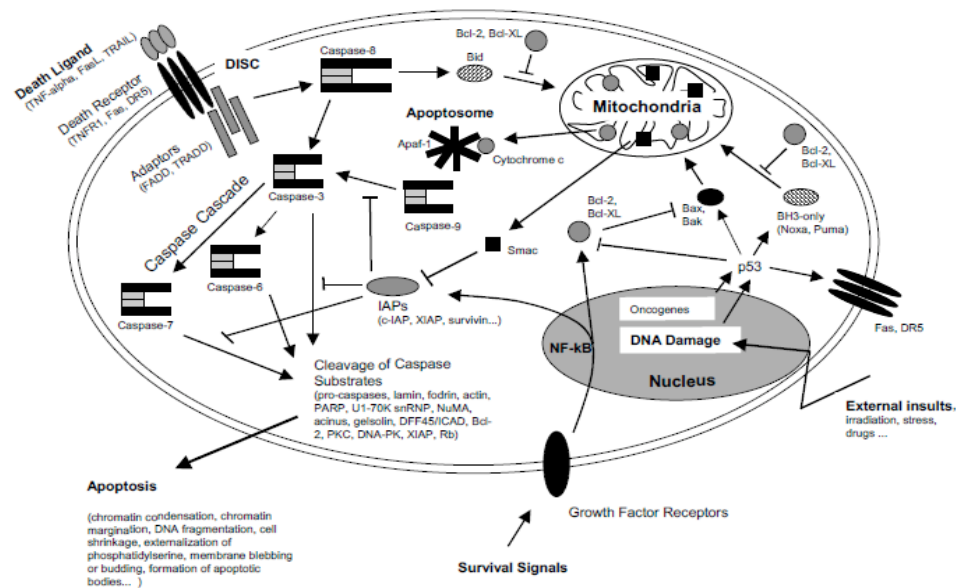 Death Ligand
(TNF-alpha, FasL, TRAIL)
Death Receptor
(TNFR1, Fas, DR5)
Adaptors
(FADD, TRADD)
DISC
Caspase-8
Bcl-2, Bcl-XL
Bid
Mitochondria
Apoptosome
Apaf-1
Cytochrome c
Bcl-2,
Bcl-XL
Caspase Cascade
Caspase-3
Caspase-9
Bcl-2,
Bcl-XL
Bax,
Bak
BH3-only
(Noxa, Puma)
Smac
p53
Caspase-6
Caspase-7
IAPs
(c-IAP, XIAP, survivin...)
Oncogenes
DNA Damage
NF-kB
Nucleus
Fas, DR5
Cleavage of Caspase
Substrates
(pro-caspases, lamin, fodrin, actin,
PARP, U1-70K snRNP, NuMA,
acinus, gelsolin, DFF45/ICAD, Bcl-
2, PKC, DNA-PK, XIAP, Rb)
External insults,
irradiation, stress,
drugs ...
Apoptosis
(chromatin condensation, chromatin
margination, DNA fragmentation, cell
shrinkage, externalization of
phosphatidylserine, membrane blebbing
or budding, formation of apoptotic
bodies... )
Growth Factor Receptors
Survival Signals